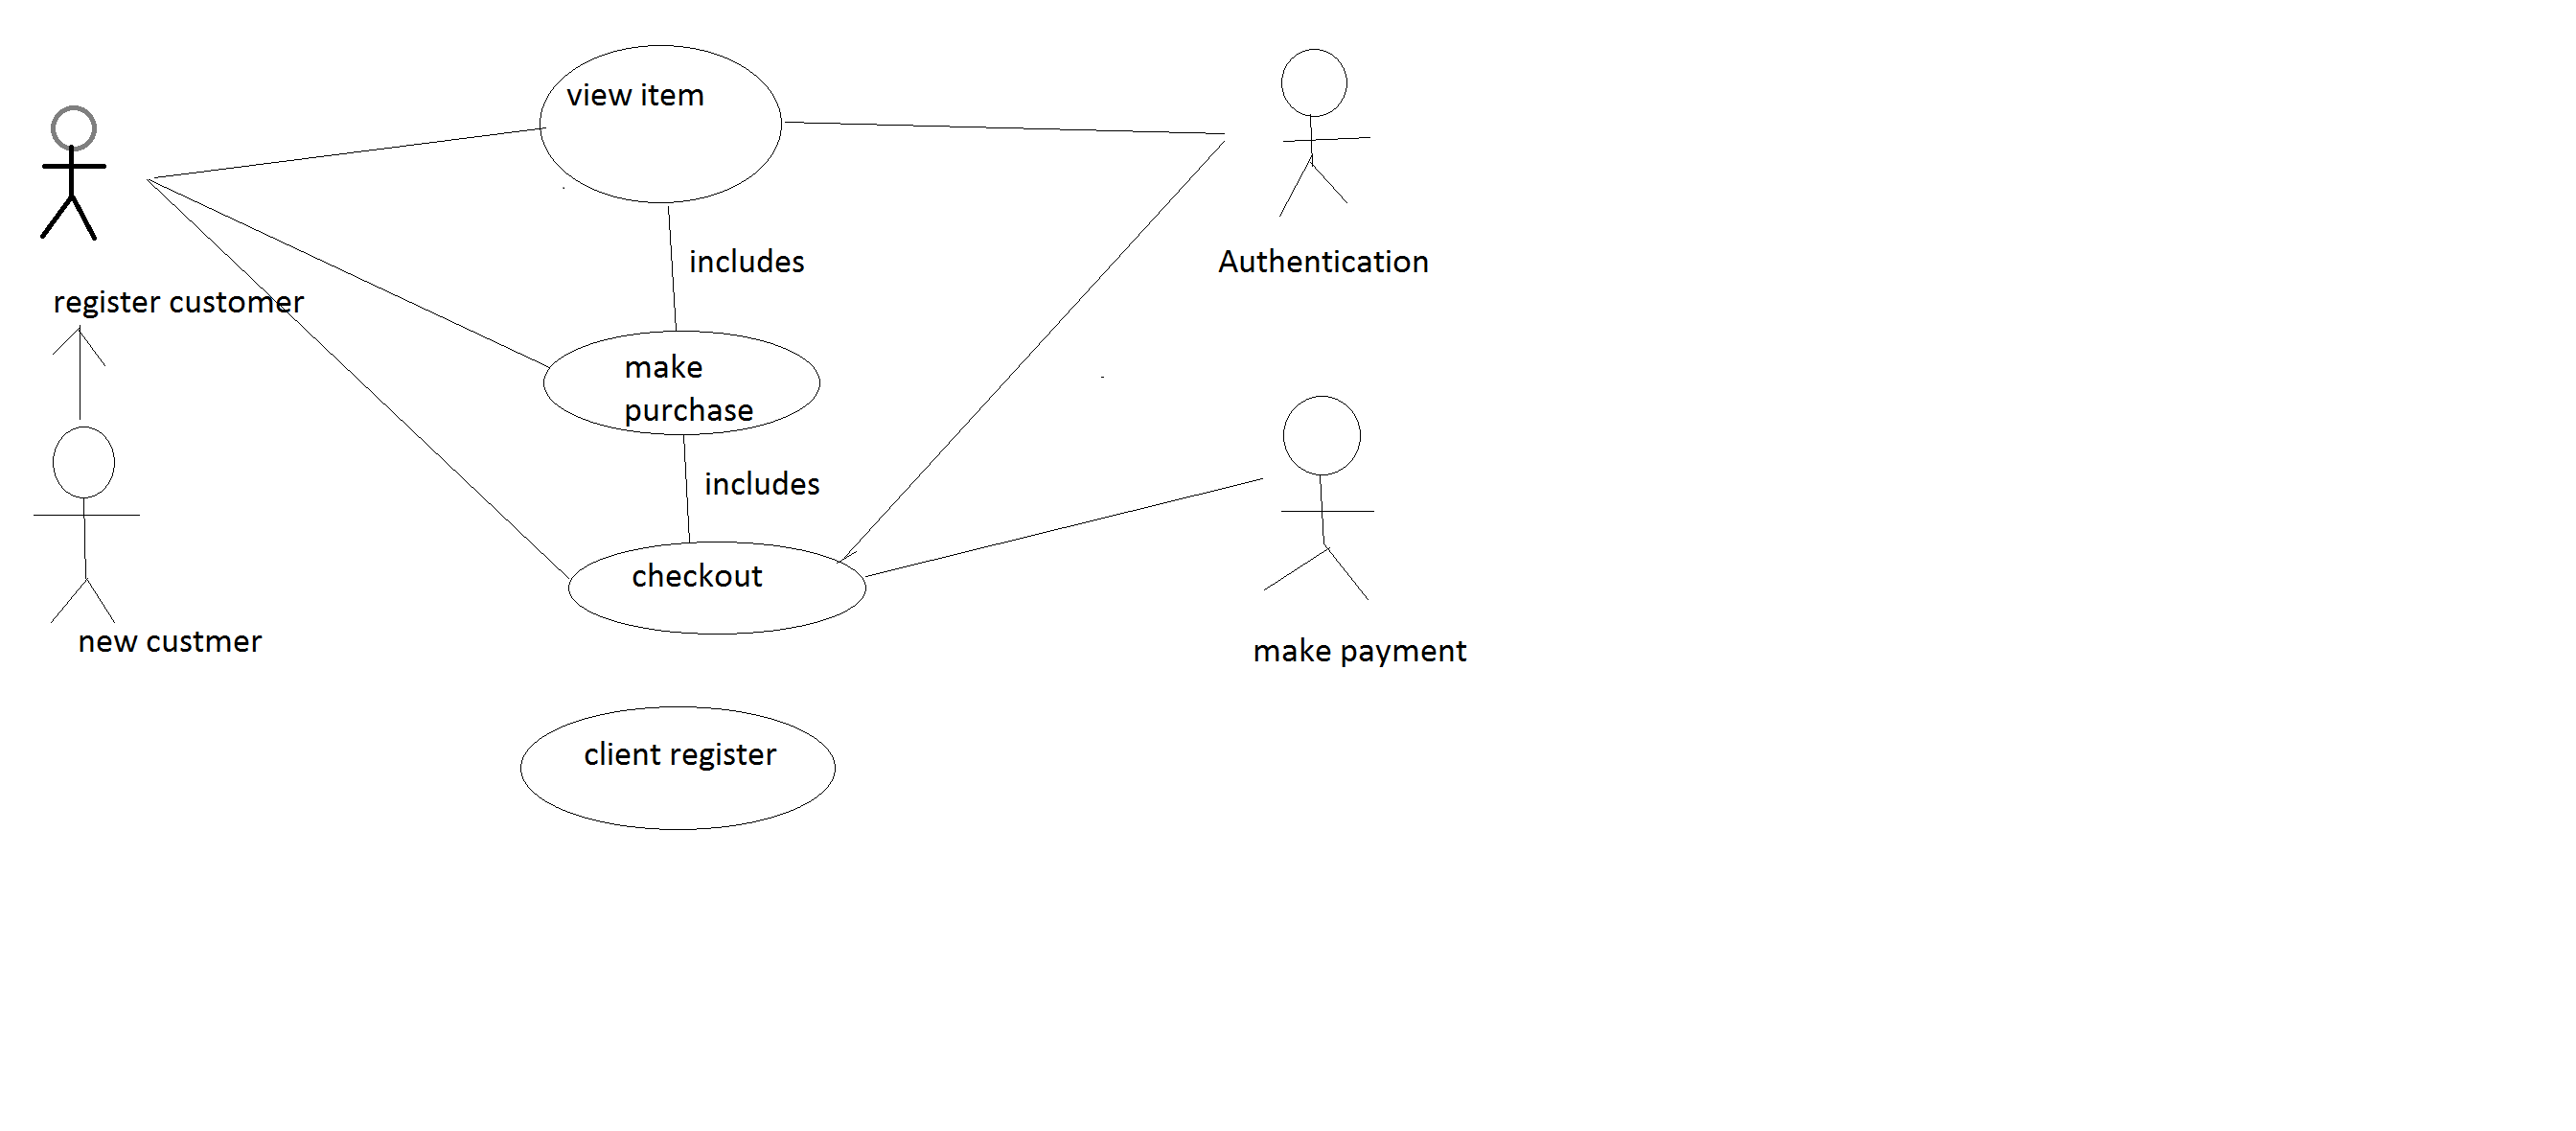 view item
includes
Authentication
register customer
make
purchase
includes
checkout
new custmer
make payment
client register